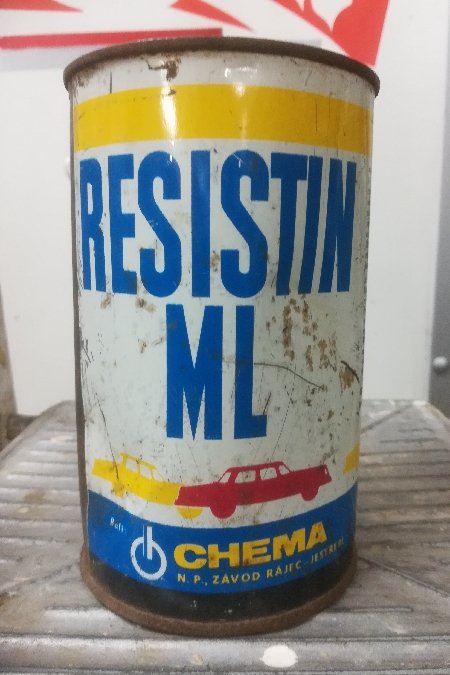 RESISTIN
ML
CHEMA
N. P., ZÁVOD RÁJEC - JESTŘEBÍ